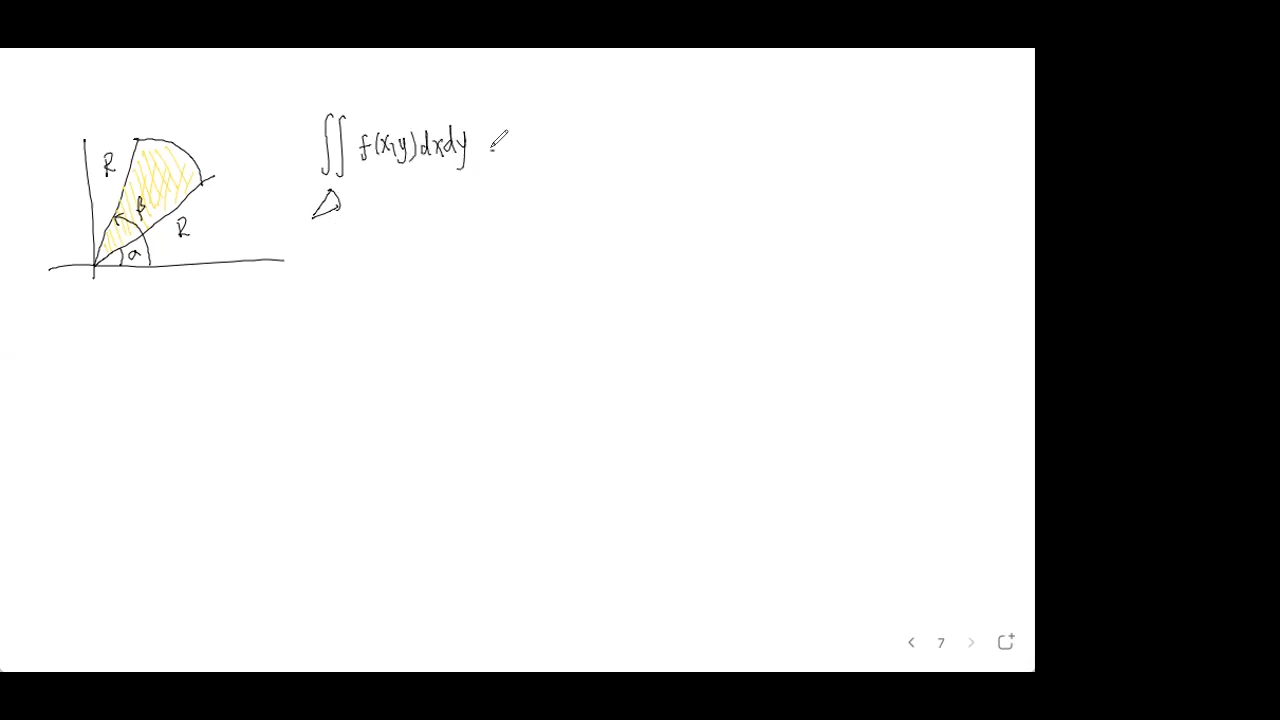 ∬ f(x,y)dxdy
R
β
R
α
7